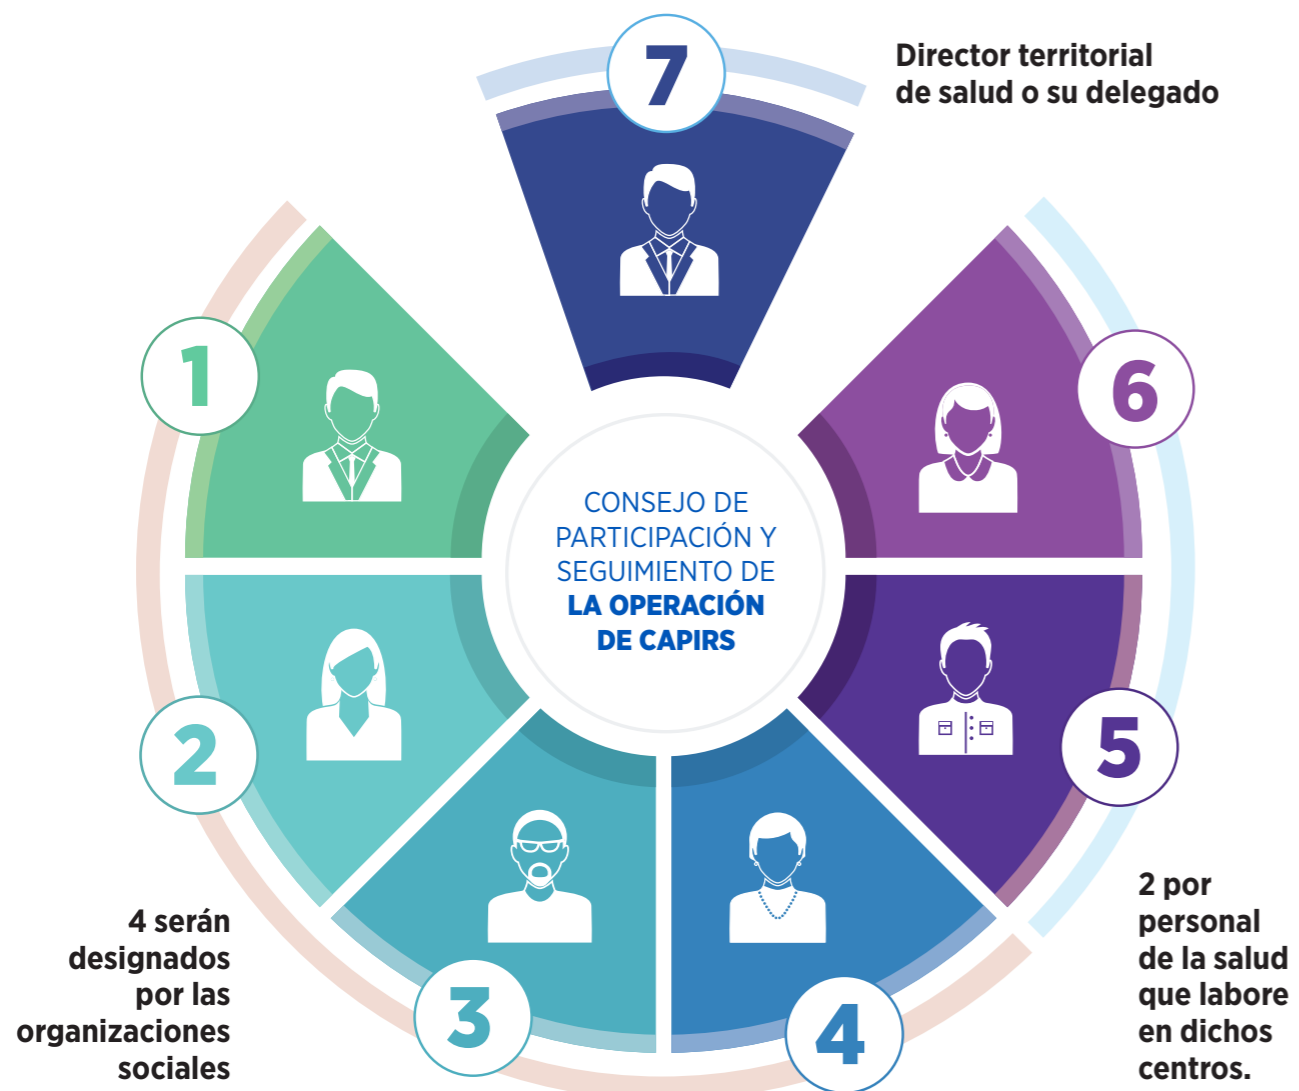 7
Director territorial
de salud o su delegado
1
6
CONSEJO DE
PARTICIPACIÓN Y
SEGUIMIENTO DE
LA OPERACIÓN
DE CAPIRS
2
5
3
4
4 serán
designados
por las
organizaciones
sociales
2 por
personal
de la salud
que labore
en dichos
centros.